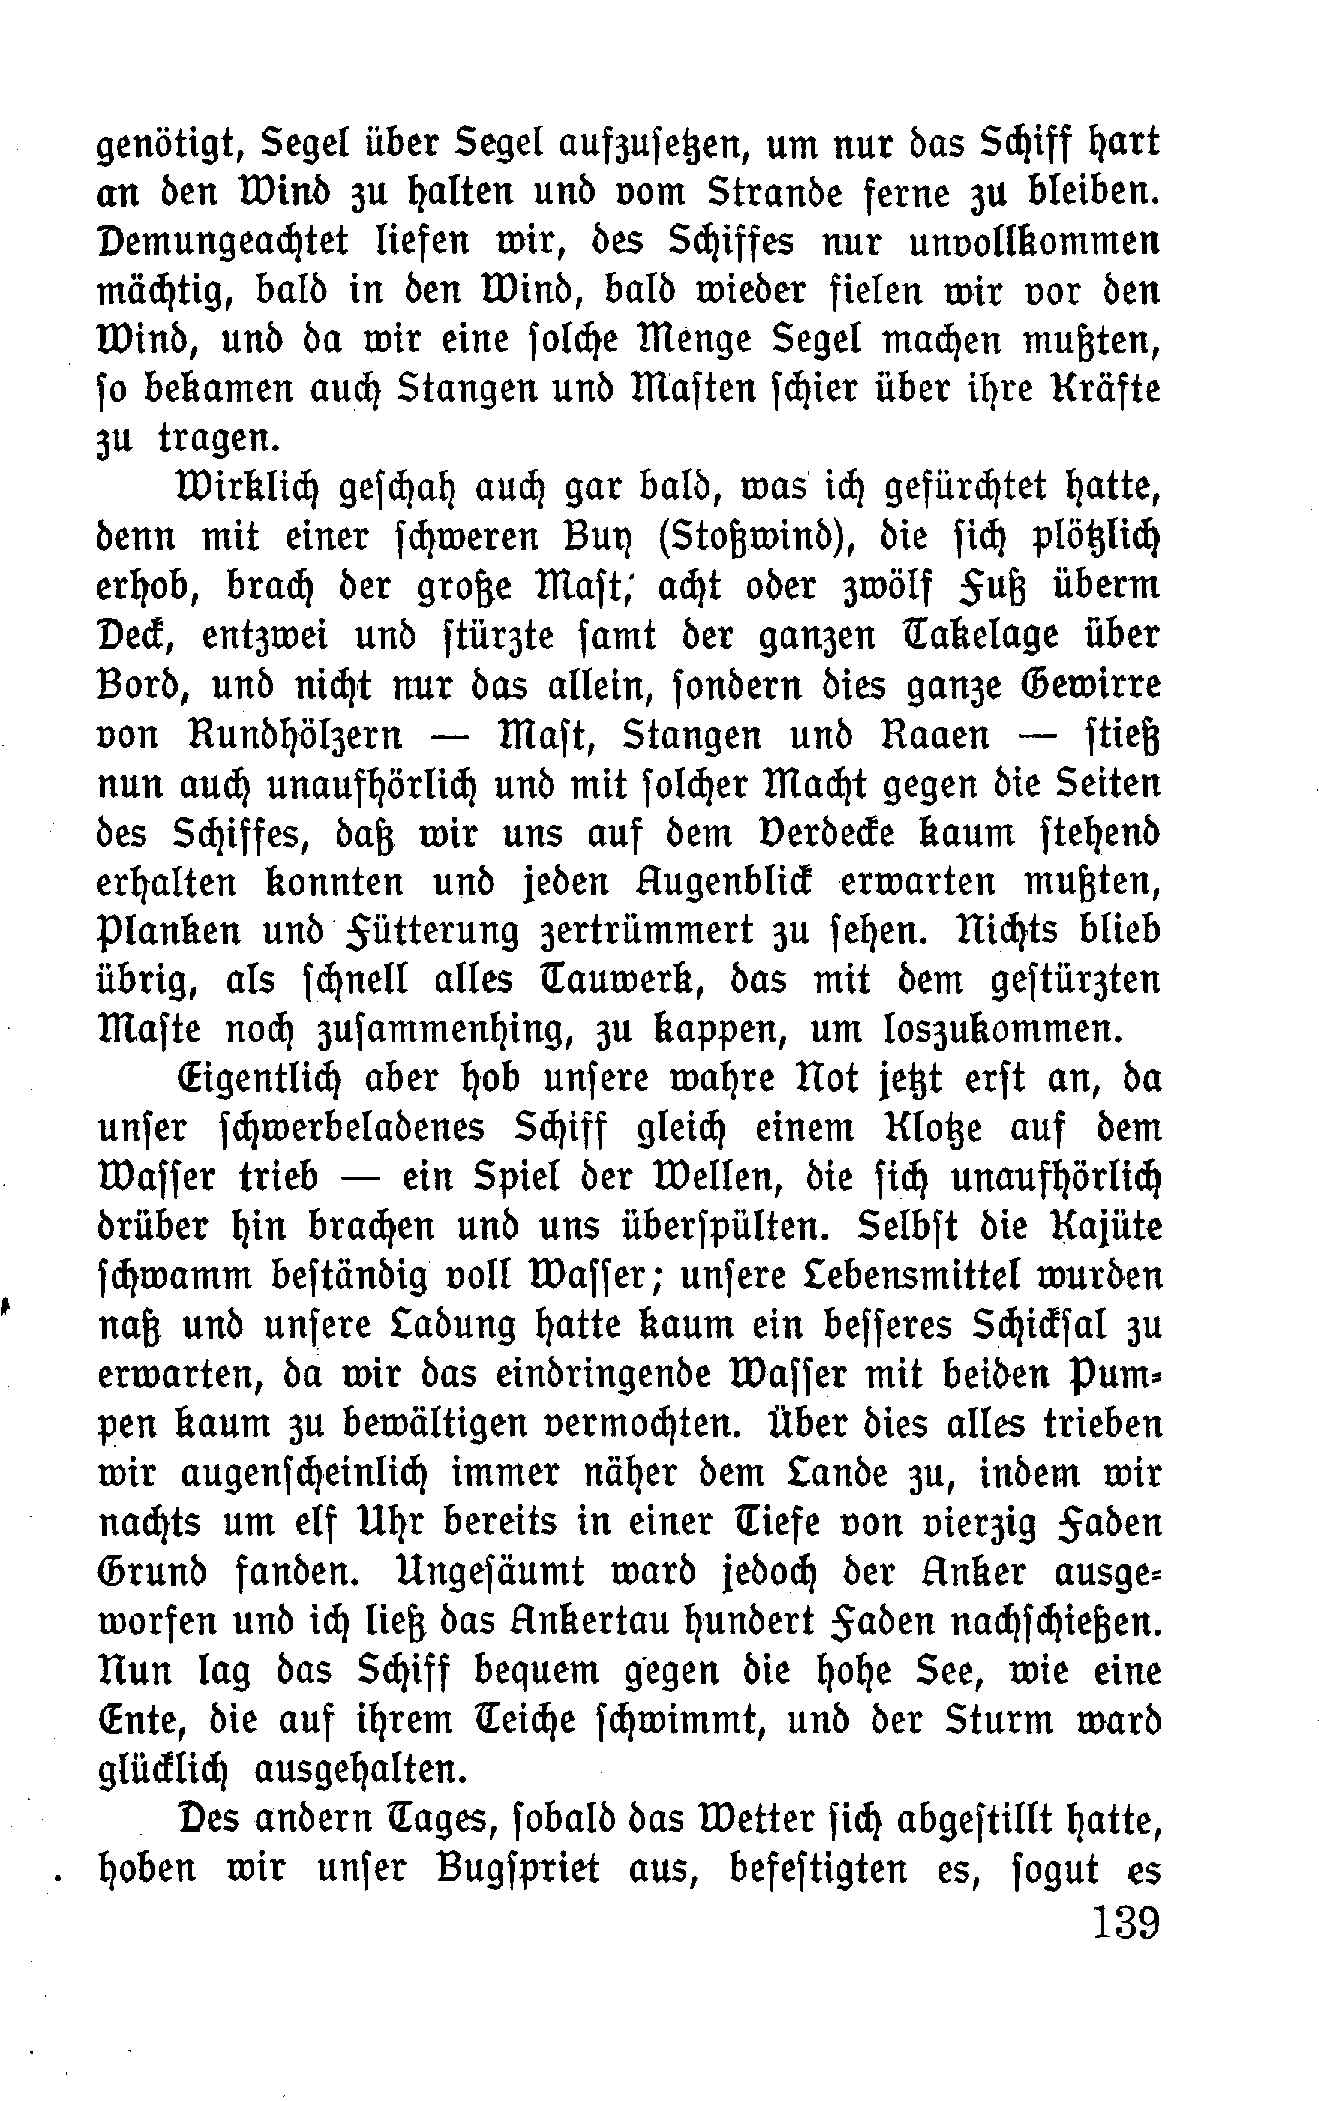 genötigt, Segel über Segel aufzuſetzen, um nur das Schiff hart
an den Wind zu halten und vom Strande ferne zu bleiben.
Demungeachtet liefen wir, des Schiffes nur unvollkommen
mächtig, bald in den Wind, bald wieder fielen wir vor den
Wind, und da wir eine ſolche Menge Segel machen mußten,
ſo bekamen auch Stangen und Maſten ſchier über ihre Kräfte
zu tragen.
Wirklich geſchah auch gar bald, was ich gefürchtet hatte,
denn mit einer ſchweren Buy (Stoßwind), die ſich plötzlich
erhob, brach der große Maſt; acht oder zwölf Fuß überm
Deck, entzwei und ſtürzte ſamt der ganzen Takelage über
Bord, und nicht nur das allein, ſondern dies ganze Gewirre
von Rundhölzern — Maſt, Stangen und Raaen — ſtieß
nun auch unaufhörlich und mit ſolcher Macht gegen die Seiten
des Schiffes, daß wir uns auf dem Verdecke kaum ſtehend
erhalten konnten und jeden Augenblick erwarten mußten,
Planken und Fütterung zertrümmert zu ſehen. Nichts blieb
übrig, als ſchnell alles Tauwerk, das mit dem geſtürzten
Maſte noch zuſammenhing, zu kappen, um loszukommen.
Eigentlich aber hob unſere wahre Not jetzt erſt an, da
unſer ſchwerbeladenes Schiff gleich einem Klotze auf dem
Waſſer trieb — ein Spiel der Wellen, die ſich unaufhörlich
drüber hin brachen und uns überſpülten. Selbſt die Kajüte
ſchwamm beſtändig voll Waſſer; unſere Lebensmittel wurden
naß und unſere Ladung hatte kaum ein beſſeres Schickſal zu
erwarten, da wir das eindringende Waſſer mit beiden Pum⸗
pen kaum zu bewältigen vermochten. Über dies alles trieben
wir augenſcheinlich immer näher dem Lande zu, indem wir
nachts um elf Uhr bereits in einer Tiefe von vierzig Faden
Grund fanden. Ungeſäumt ward jedoch der Anker ausge⸗
worfen und ich ließ das Ankertau hundert Faden nachſchießen.
Nun lag das Schiff bequem gegen die hohe See, wie eine
Ente, die auf ihrem Teiche ſchwimmt, und der Sturm ward
glücklich ausgehalten.
Des andern Tages, ſobald das Wetter ſich abgeſtillt hatte,
hoben wir unſer Bugſpriet aus, befeſtigten es, ſogut es
139